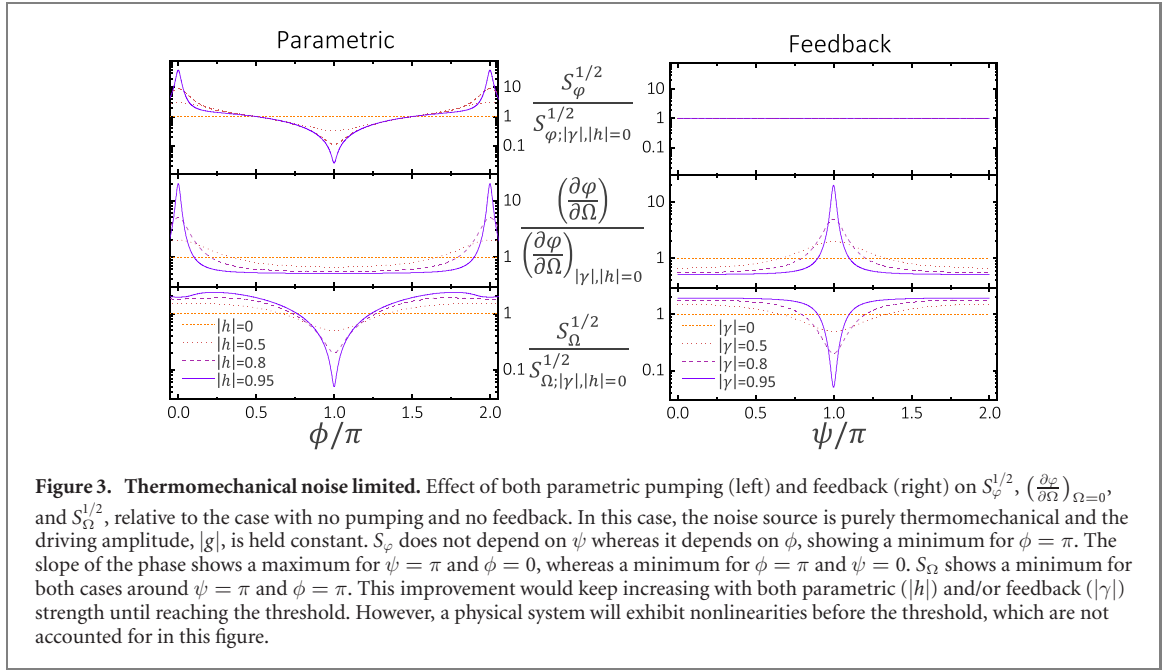 Parametric
Feedback
10
1
0.1
S_φ^{1/2}
S_{φ;|γ|,|h|=0}^{1/2}
10
1
0.1
10
1
(∂φ/∂Ω)
(∂φ/∂Ω)_{|γ|,|h|=0}
10
1
|h|=0
|h|=0.5
|h|=0.8
|h|=0.95
1
0.1
S_Ω^{1/2}
S_{Ω;|γ|,|h|=0}^{1/2}
1
0.1
|γ|=0
|γ|=0.5
|γ|=0.8
|γ|=0.95
0.0 0.5 1.0 1.5 2.0
ϕ/π
0.0 0.5 1.0 1.5 2.0
ψ/π
Figure 3. Thermomechanical noise limited. Effect of both parametric pumping (left) and feedback (right) on S_φ^{1/2}, (∂φ/∂Ω)_{Ω=0},
and S_Ω^{1/2}, relative to the case with no pumping and no feedback. In this case, the noise source is purely thermomechanical and the
driving amplitude, |g|, is held constant. S_φ does not depend on ψ whereas it depends on ϕ, showing a minimum for ϕ = π. The
slope of the phase shows a maximum for ψ = π and ϕ = 0, whereas a minimum for ϕ = π and ψ = 0. S_Ω shows a minimum for
both cases around ψ = π and ϕ = π. This improvement would keep increasing with both parametric (|h|) and/or feedback (|γ|)
strength until reaching the threshold. However, a physical system will exhibit nonlinearities before the threshold, which are not
accounted for in this figure.